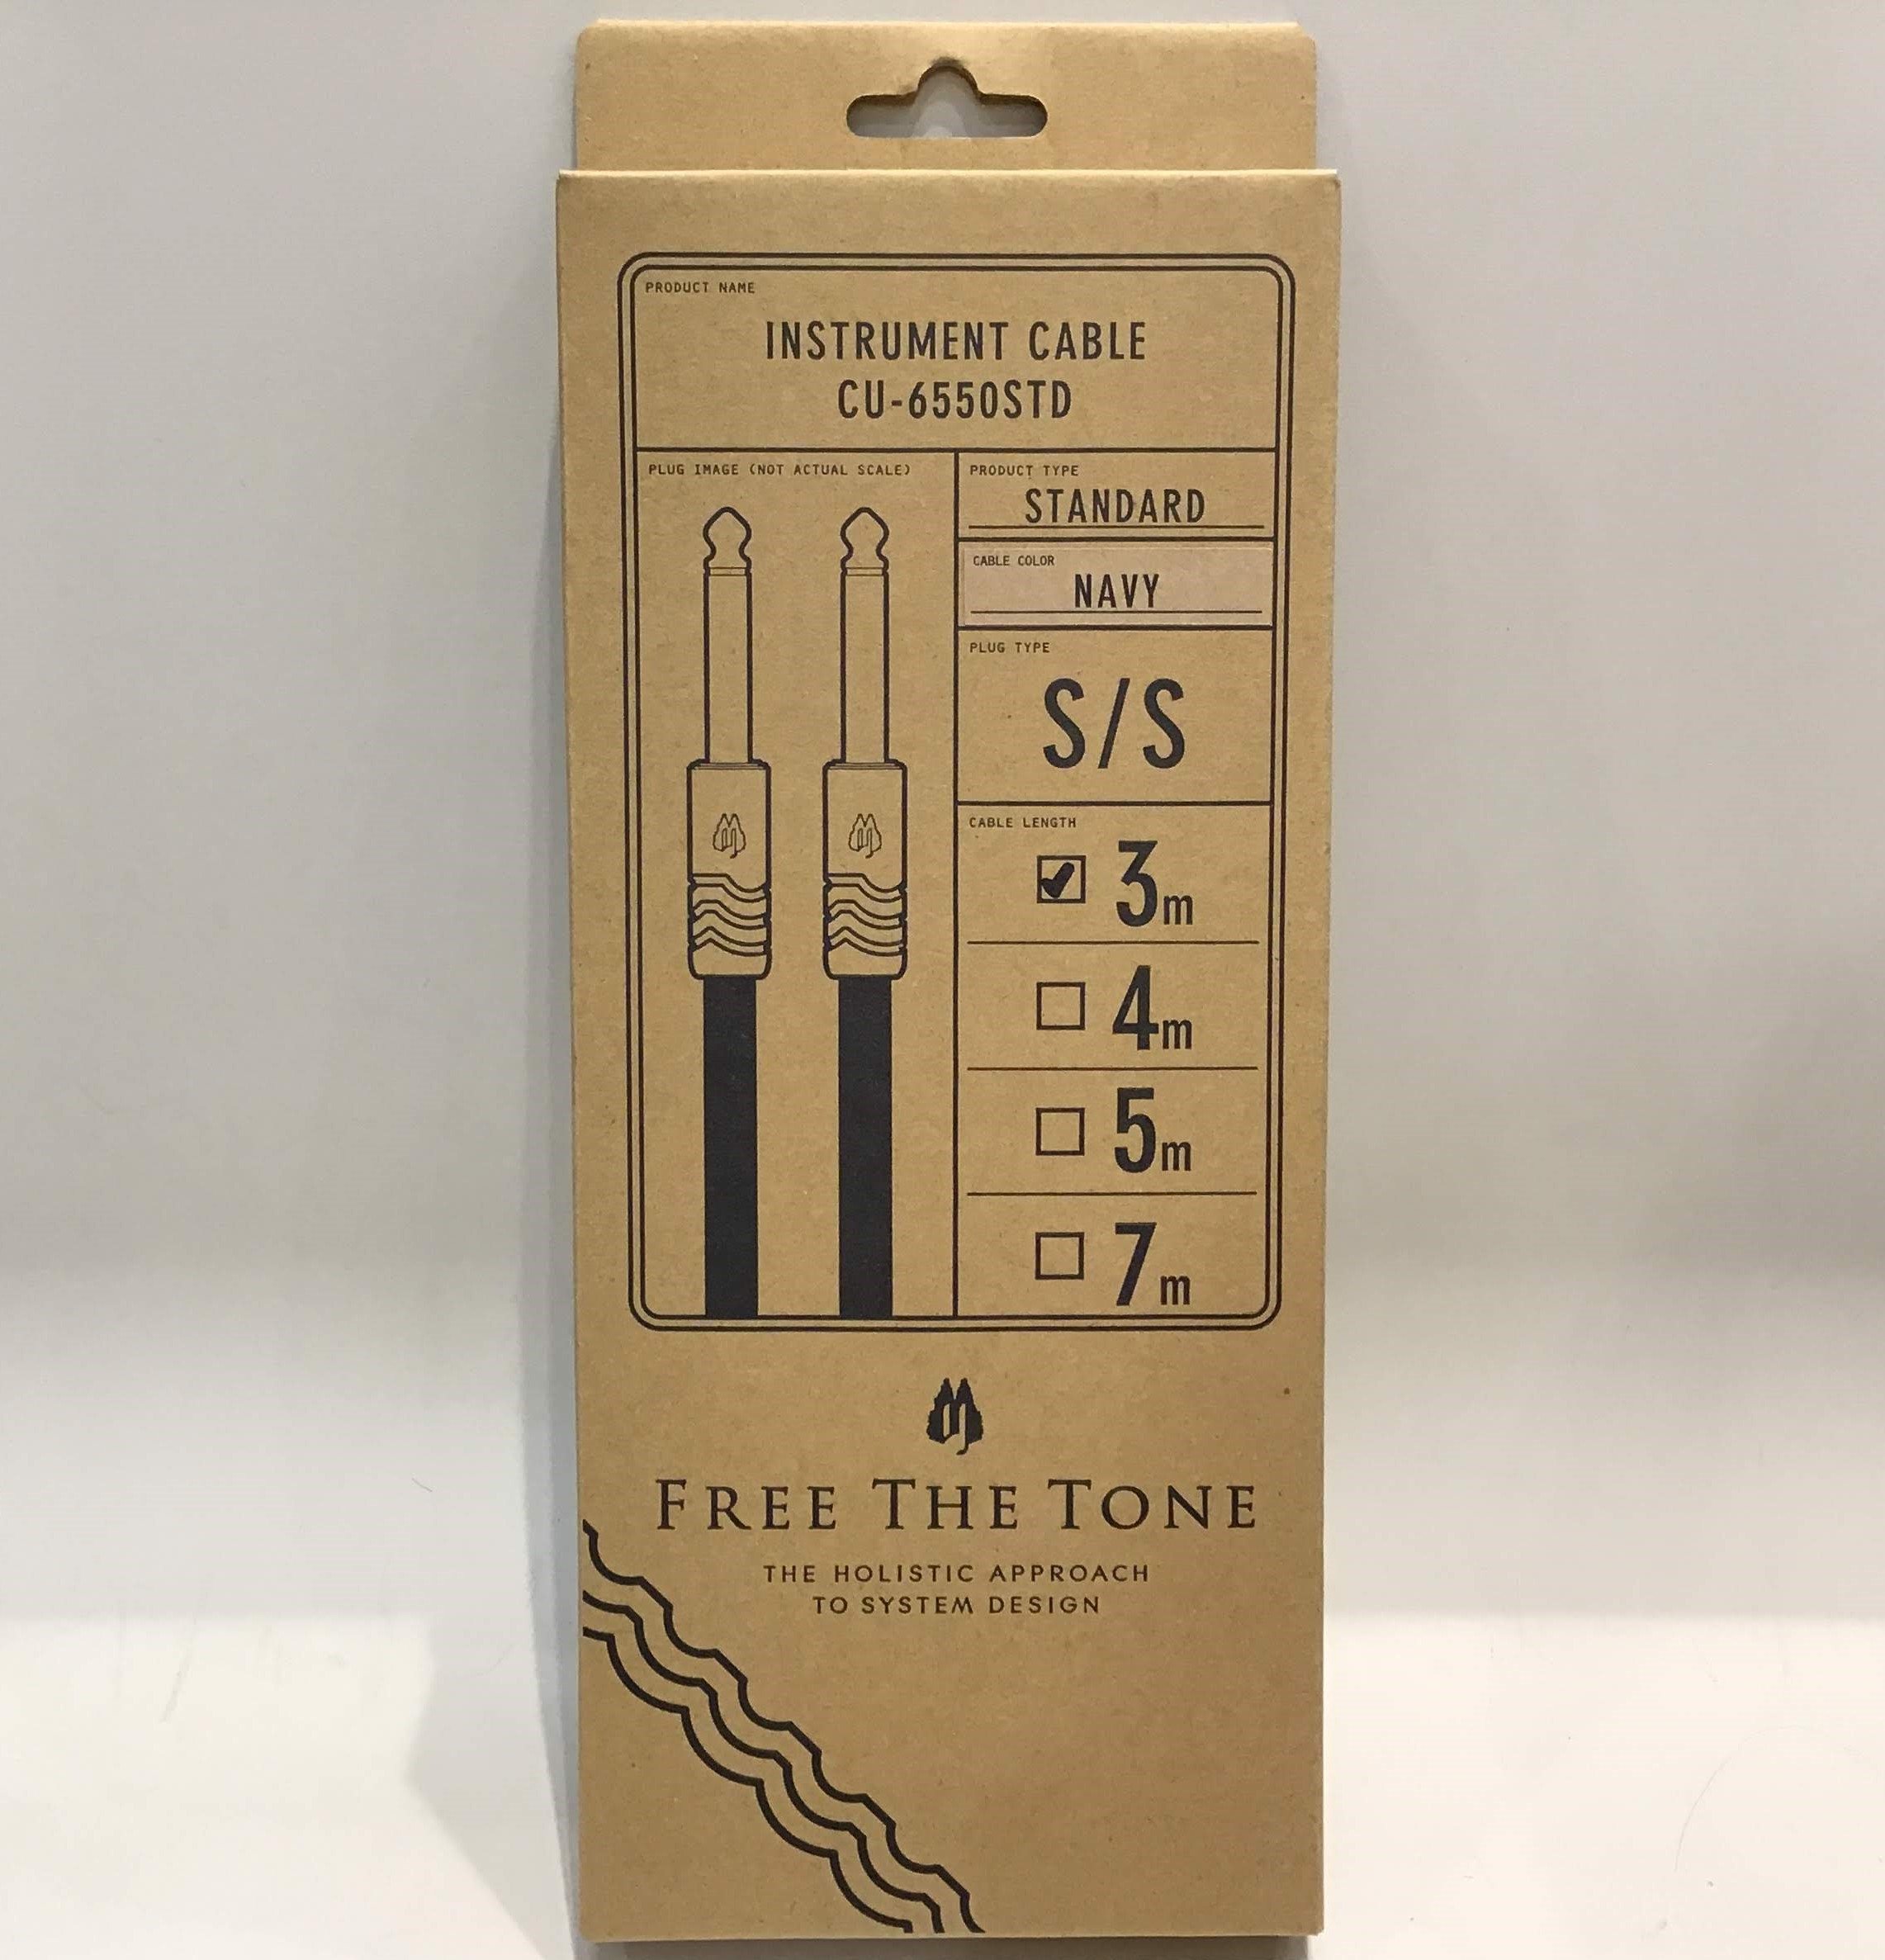 PRODUCT NAME
INSTRUMENT CABLE
CU-6550STD
PLUG IMAGE (NOT ACTUAL SCALE)
PRODUCT TYPE
STANDARD
CABLE COLOR
NAVY
PLUG TYPE
S/S
CABLE LENGTH
3m
4m
5m
7m
FREE THE TONE
THE HOLISTIC APPROACH
TO SYSTEM DESIGN